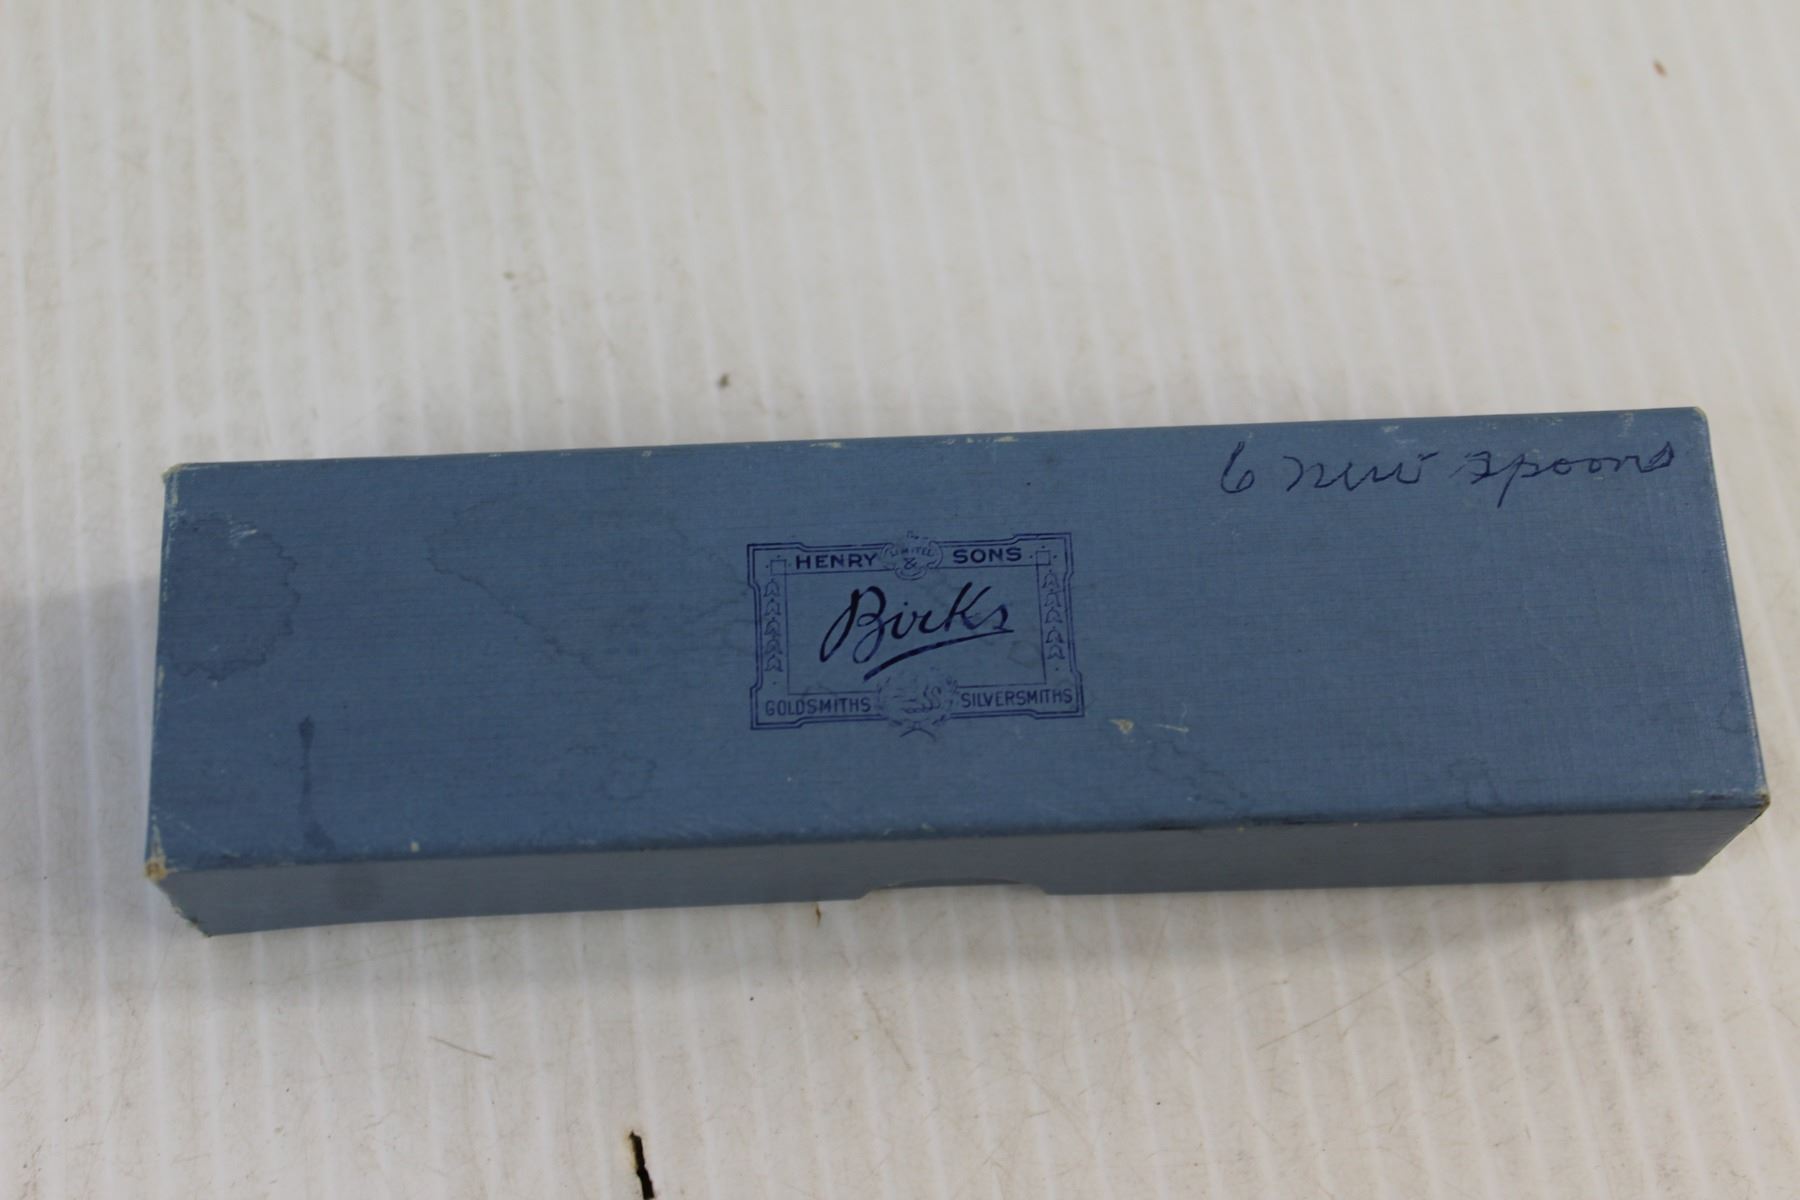 6 new spoons
HENRY & SONS
LIMITED
Birks
GOLDSMITHS SILVERSMITHS